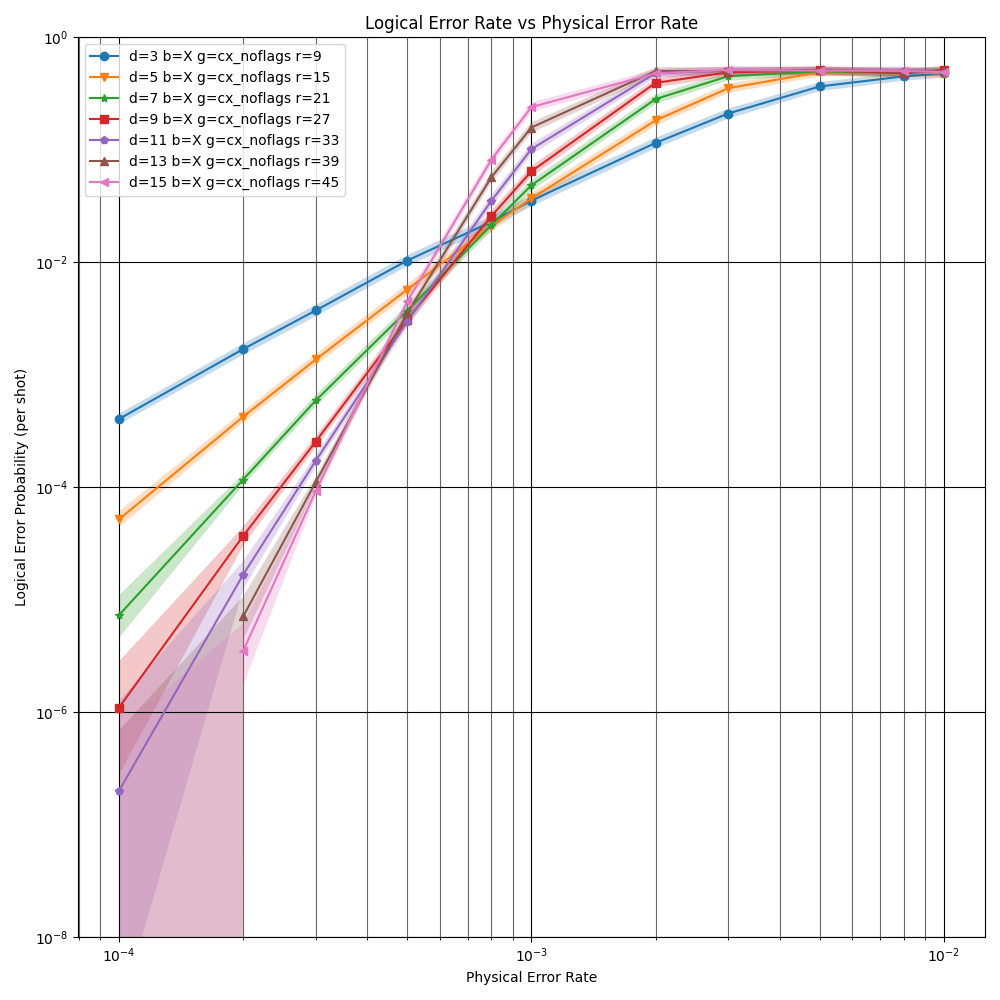 Logical Error Rate vs Physical Error Rate
10⁰
d=3 b=X g=cx_noflags r=9
d=5 b=X g=cx_noflags r=15
d=7 b=X g=cx_noflags r=21
d=9 b=X g=cx_noflags r=27
d=11 b=X g=cx_noflags r=33
d=13 b=X g=cx_noflags r=39
d=15 b=X g=cx_noflags r=45
10⁻²
10⁻⁴
10⁻⁶
10⁻⁸
Logical Error Probability (per shot)
10⁻⁴ 10⁻³ 10⁻²
Physical Error Rate